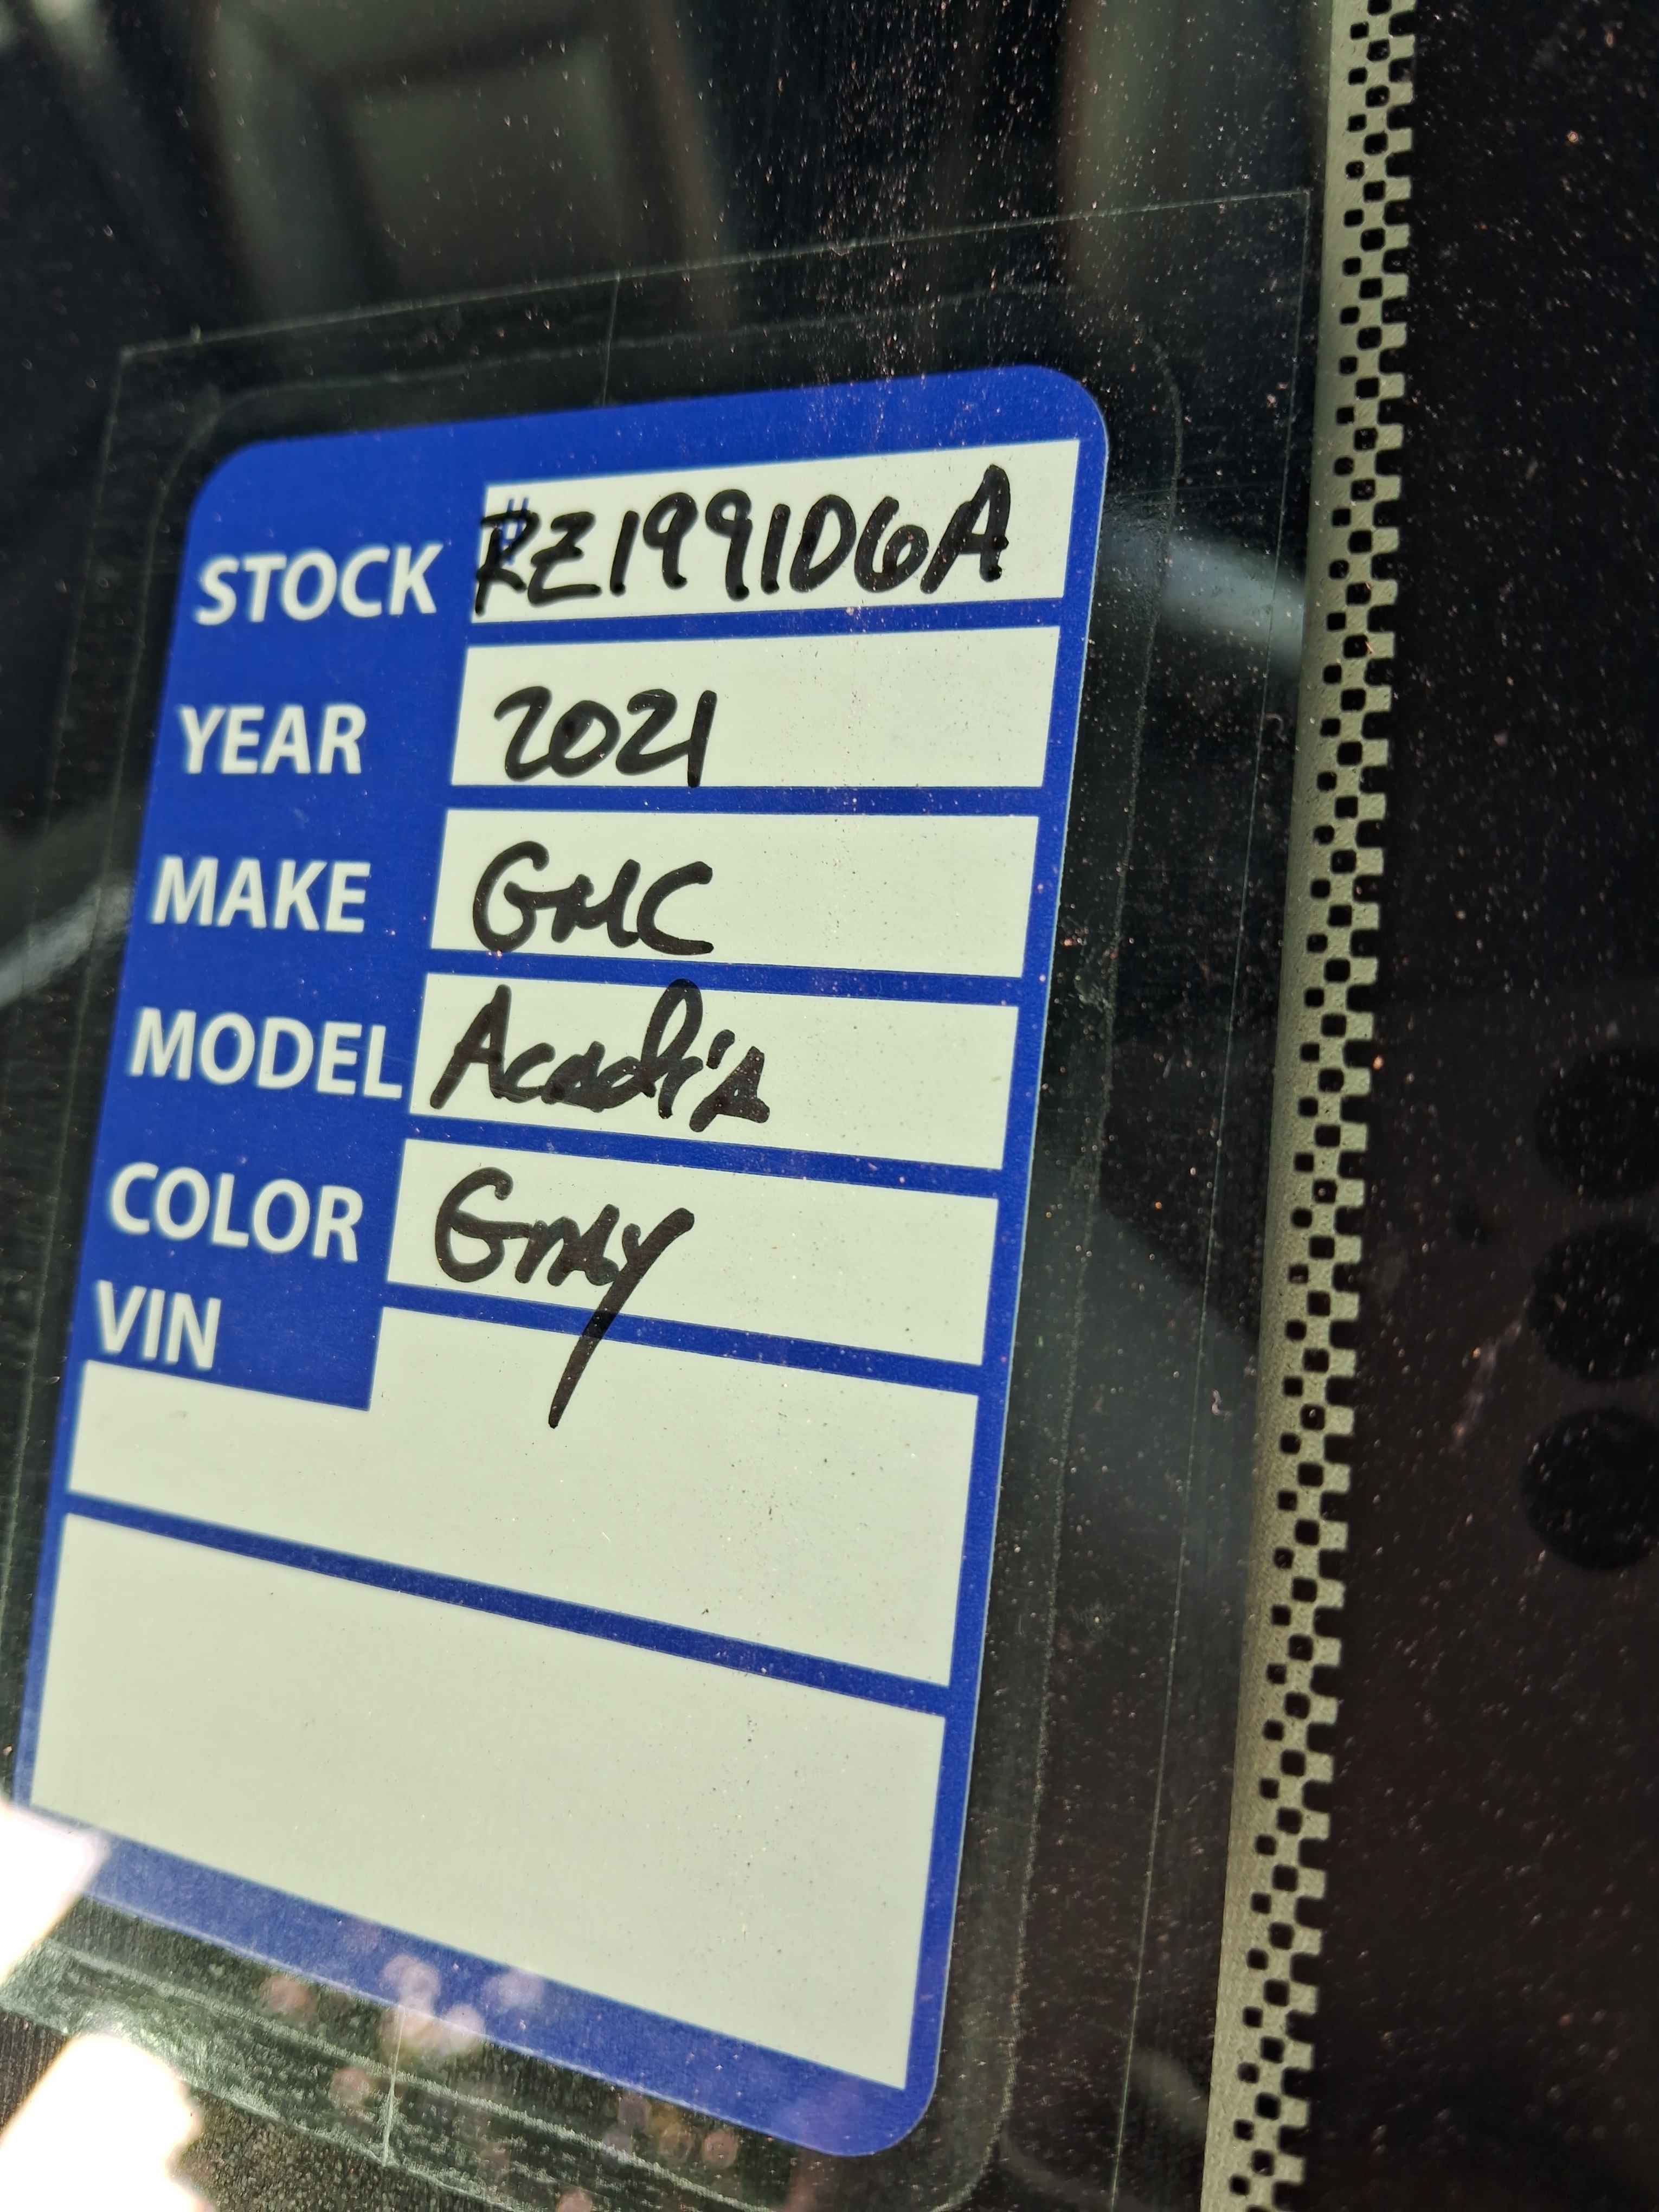 STOCK # RZ199106A
YEAR 2021
MAKE GMC
MODEL Acadia
COLOR Gray
VIN